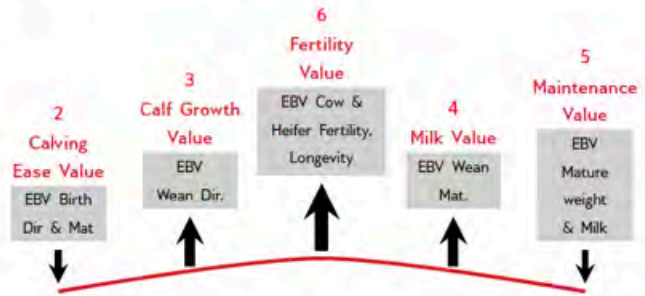 2
Calving
Ease Value
EBV Birth
Dir & Mat
3
Calf Growth
Value
EBV
Wean Dir.
6
Fertility
Value
EBV Cow &
Heifer Fertility.
Longevity
4
Milk Value
EBV Wean
Mat.
5
Maintenance
Value
EBV
Mature
weight
& Milk